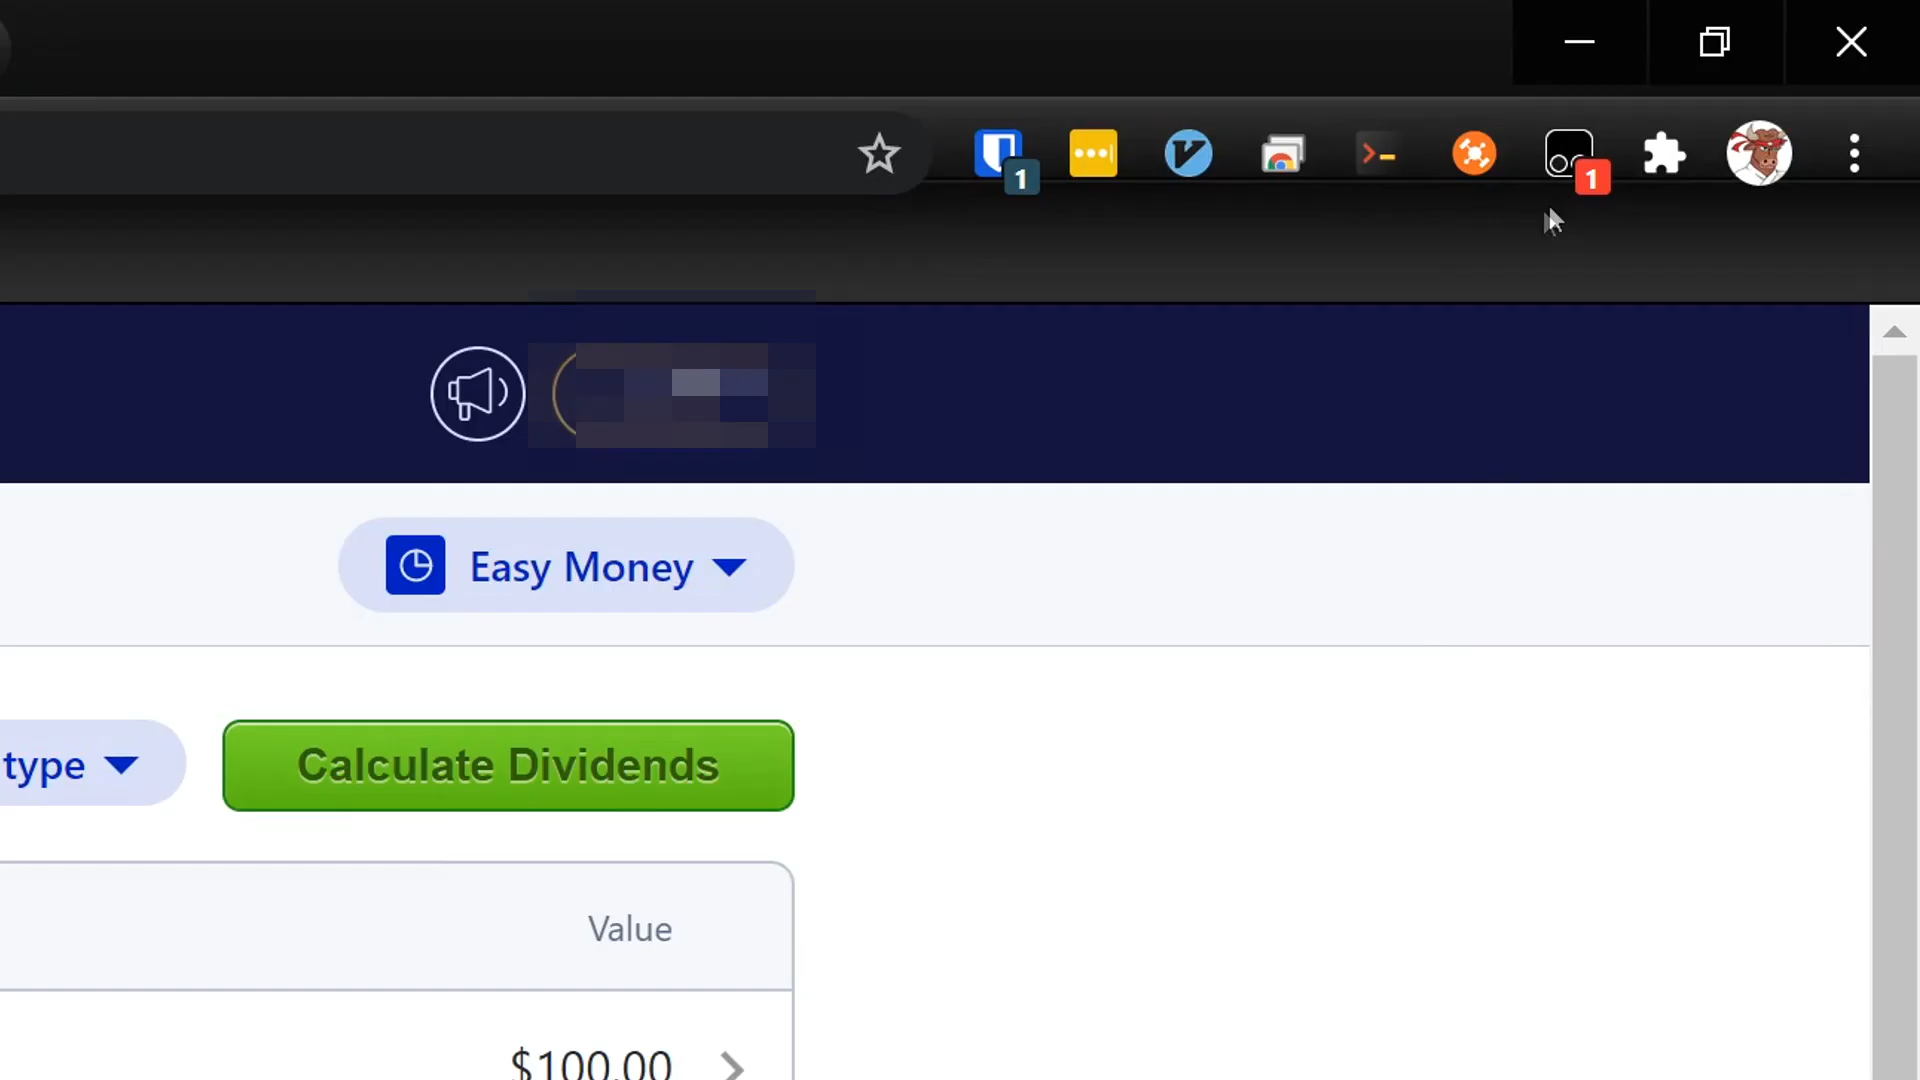 1
1
Easy Money
type
Calculate Dividends
Value
$100.00